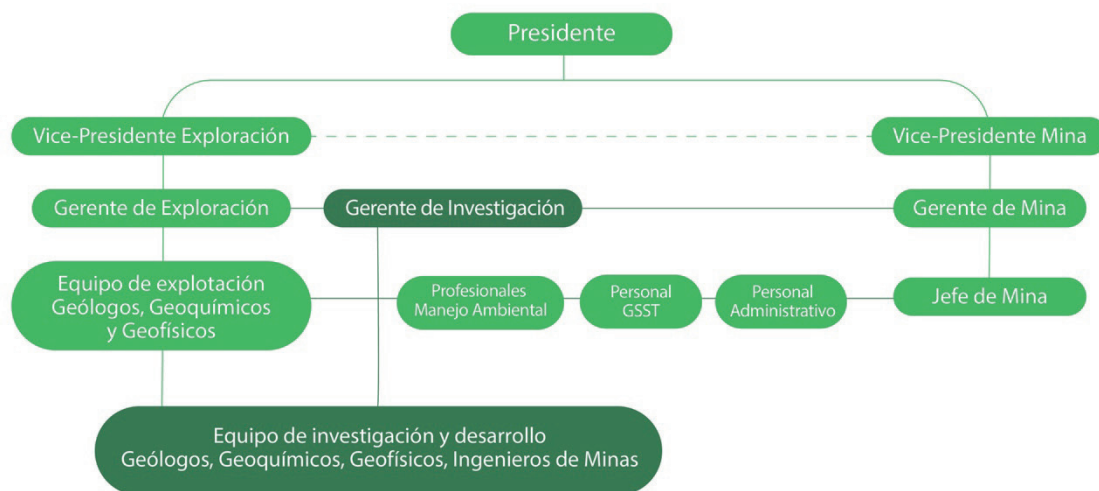 Presidente
Vice-Presidente Exploración
Vice-Presidente Mina
Gerente de Exploración
Gerente de Investigación
Gerente de Mina
Equipo de explotación
Geólogos, Geoquímicos
y Geofísicos
Profesionales
Manejo Ambiental
Personal
GSST
Personal
Administrativo
Jefe de Mina
Equipo de investigación y desarrollo
Geólogos, Geoquímicos, Geofísicos, Ingenieros de Minas